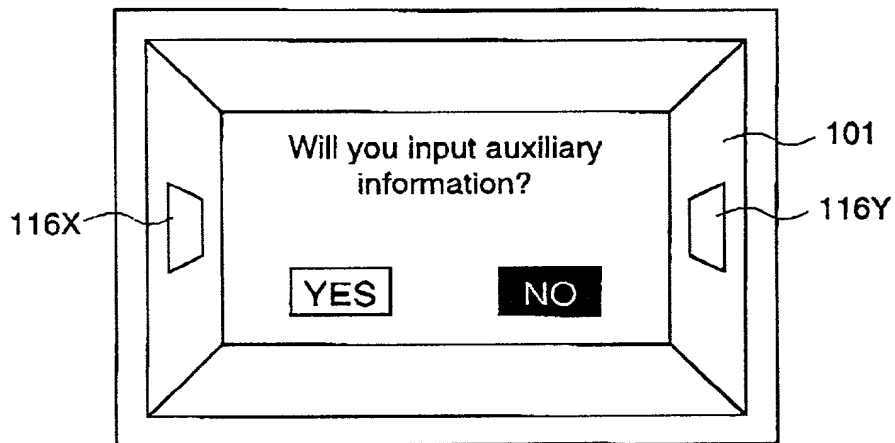 Will you input auxiliary
information?
101
116X
116Y
YES
NO